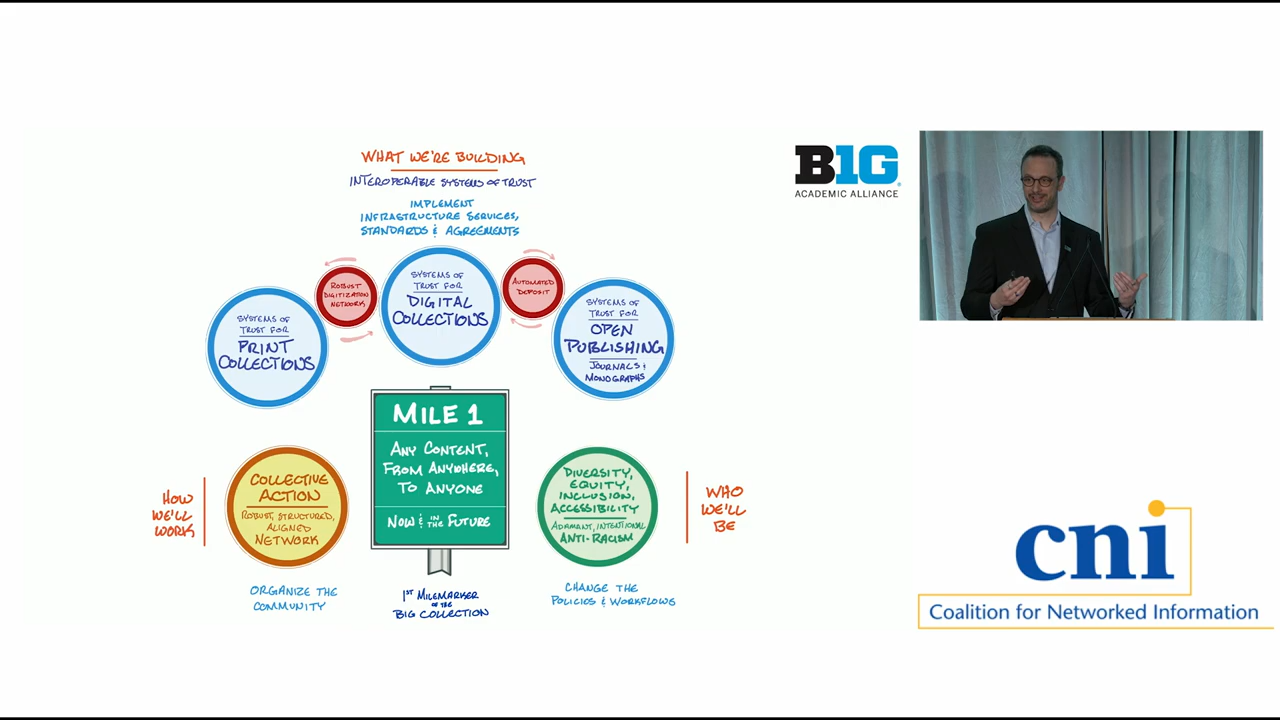 WHAT WE'RE BUILDING
INTEROPERABLE SYSTEMS OF TRUST
IMPLEMENT
INFRASTRUCTURE SERVICES,
STANDARDS & AGREEMENTS
SYSTEMS OF
TRUST FOR
PRINT
COLLECTIONS
ROBUST
DIGITIZATION
NETWORK
SYSTEMS OF
TRUST FOR
DIGITAL
COLLECTIONS
AUTOMATED
DEPOSIT
SYSTEMS OF
TRUST FOR
OPEN
PUBLISHING
JOURNALS &
MONOGRAPHS
HOW
WE'LL
WORK
COLLECTIVE
ACTION
ROBUST, STRUCTURED,
ALIGNED
NETWORK
ORGANIZE THE
COMMUNITY
MILE 1
ANY CONTENT,
FROM ANYWHERE,
TO ANYONE
NOW & IN THE FUTURE
1ST MILEMARKER
OF THE
BIG COLLECTION
DIVERSITY,
EQUITY,
INCLUSION,
ACCESSIBILITY
ADAMANT, INTENTIONAL
ANTI-RACISM
CHANGE THE
POLICIES & WORKFLOWS
WHO
WE'LL
BE
B1G
ACADEMIC ALLIANCE
cni
Coalition for Networked Information